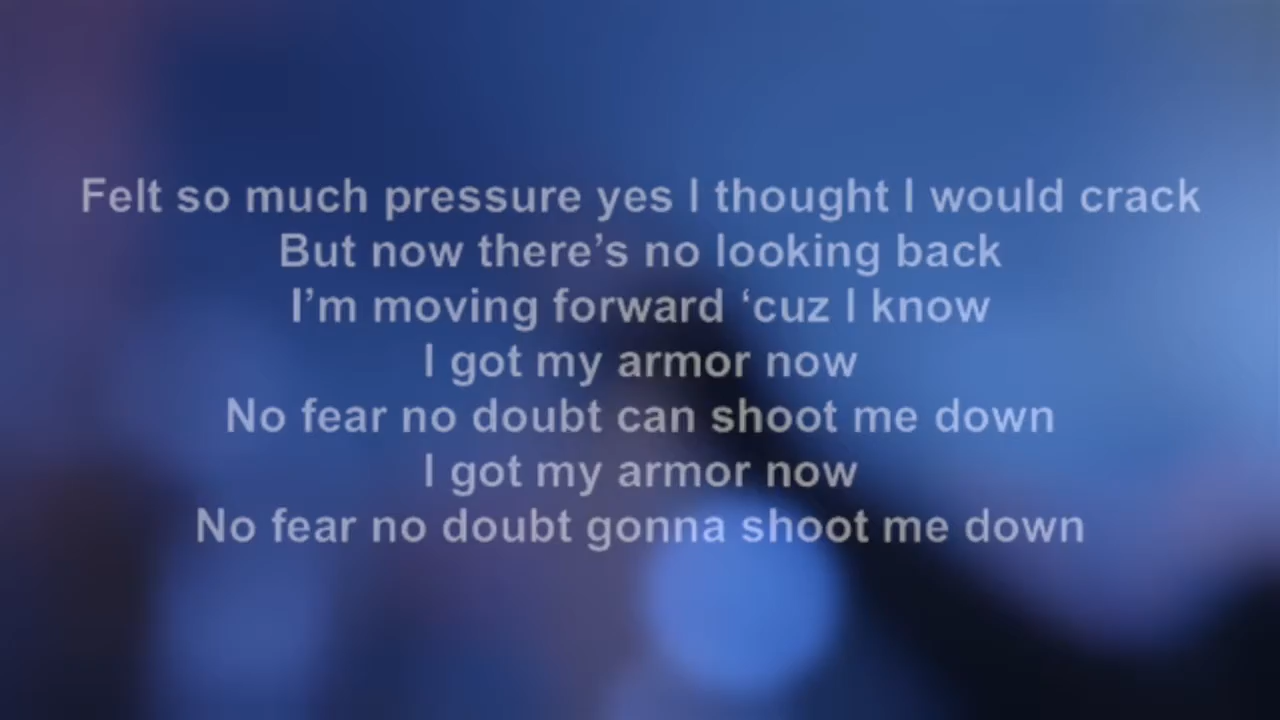 Felt so much pressure yes I thought I would crack
But now there’s no looking back
I’m moving forward ‘cuz I know
I got my armor now
No fear no doubt can shoot me down
I got my armor now
No fear no doubt gonna shoot me down